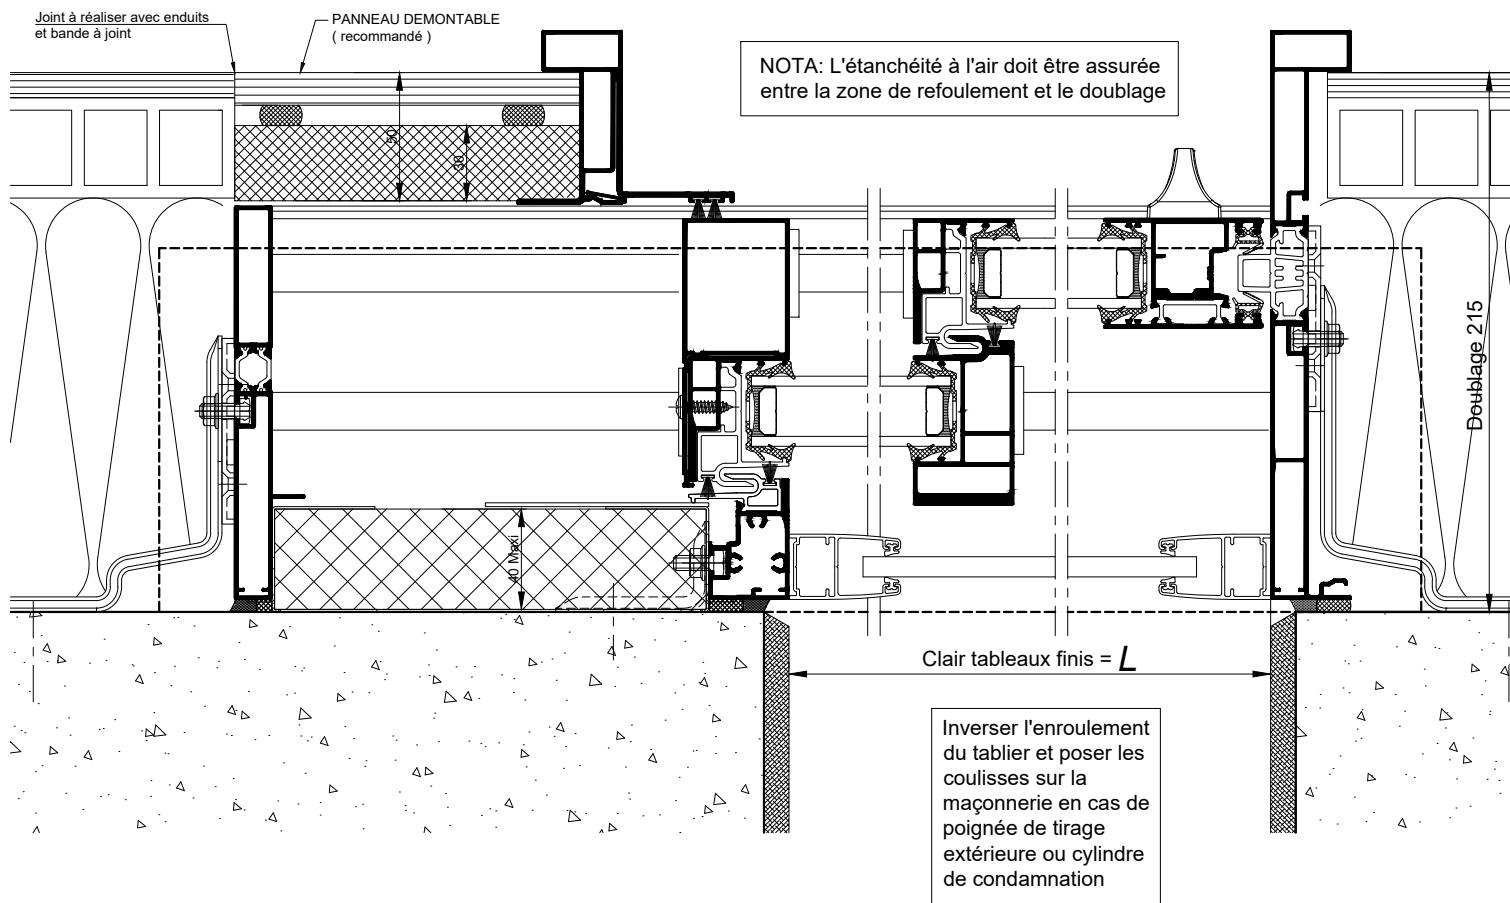 Joint à réaliser avec enduits
et bande à joint
PANNEAU DEMONTABLE
( recommandé )
NOTA: L'étanchéité à l'air doit être assurée
entre la zone de refoulement et le doublage
50
30
Doublage 215
40 Maxi
Clair tableaux finis = L
Inverser l'enroulement
du tablier et poser les
coulisses sur la
maçonnerie en cas de
poignée de tirage
extérieure ou cylindre
de condamnation